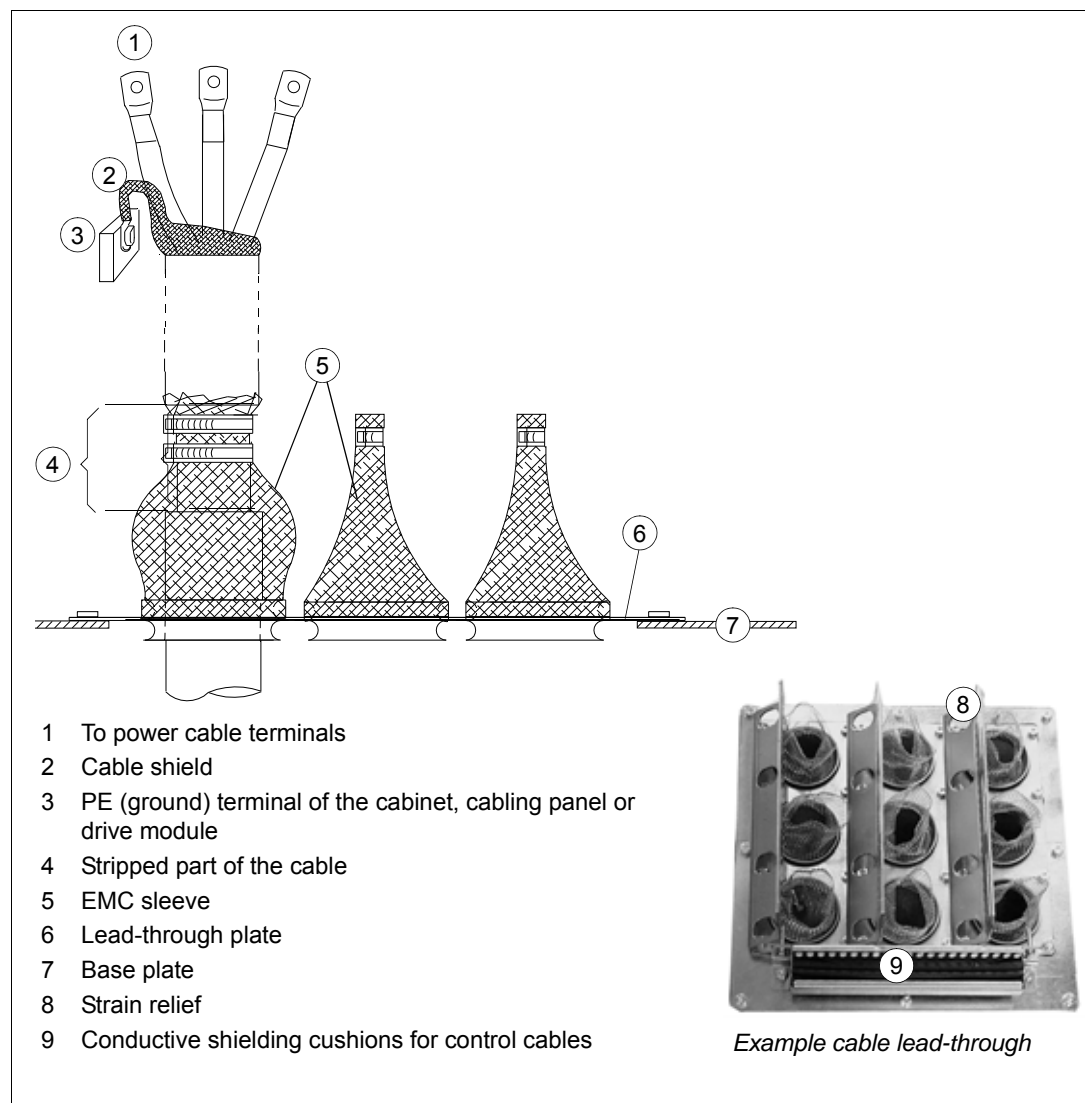 1
2
3
4
5
6
7
8
9
1 To power cable terminals
2 Cable shield
3 PE (ground) terminal of the cabinet, cabling panel or
drive module
4 Stripped part of the cable
5 EMC sleeve
6 Lead-through plate
7 Base plate
8 Strain relief
9 Conductive shielding cushions for control cables
Example cable lead-through